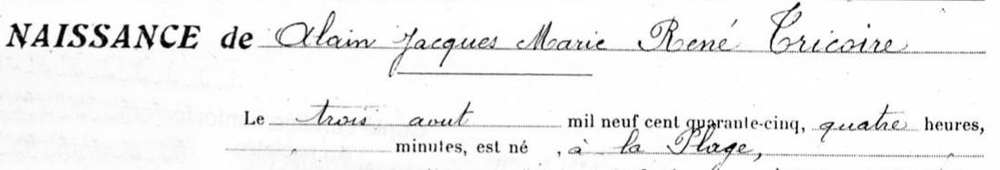 NAISSANCE de Alain Jacques Marie René Tricoire
Le trois aout mil neuf cent quarante-cinq, quatre heures,
minutes, est né , à la Plage,